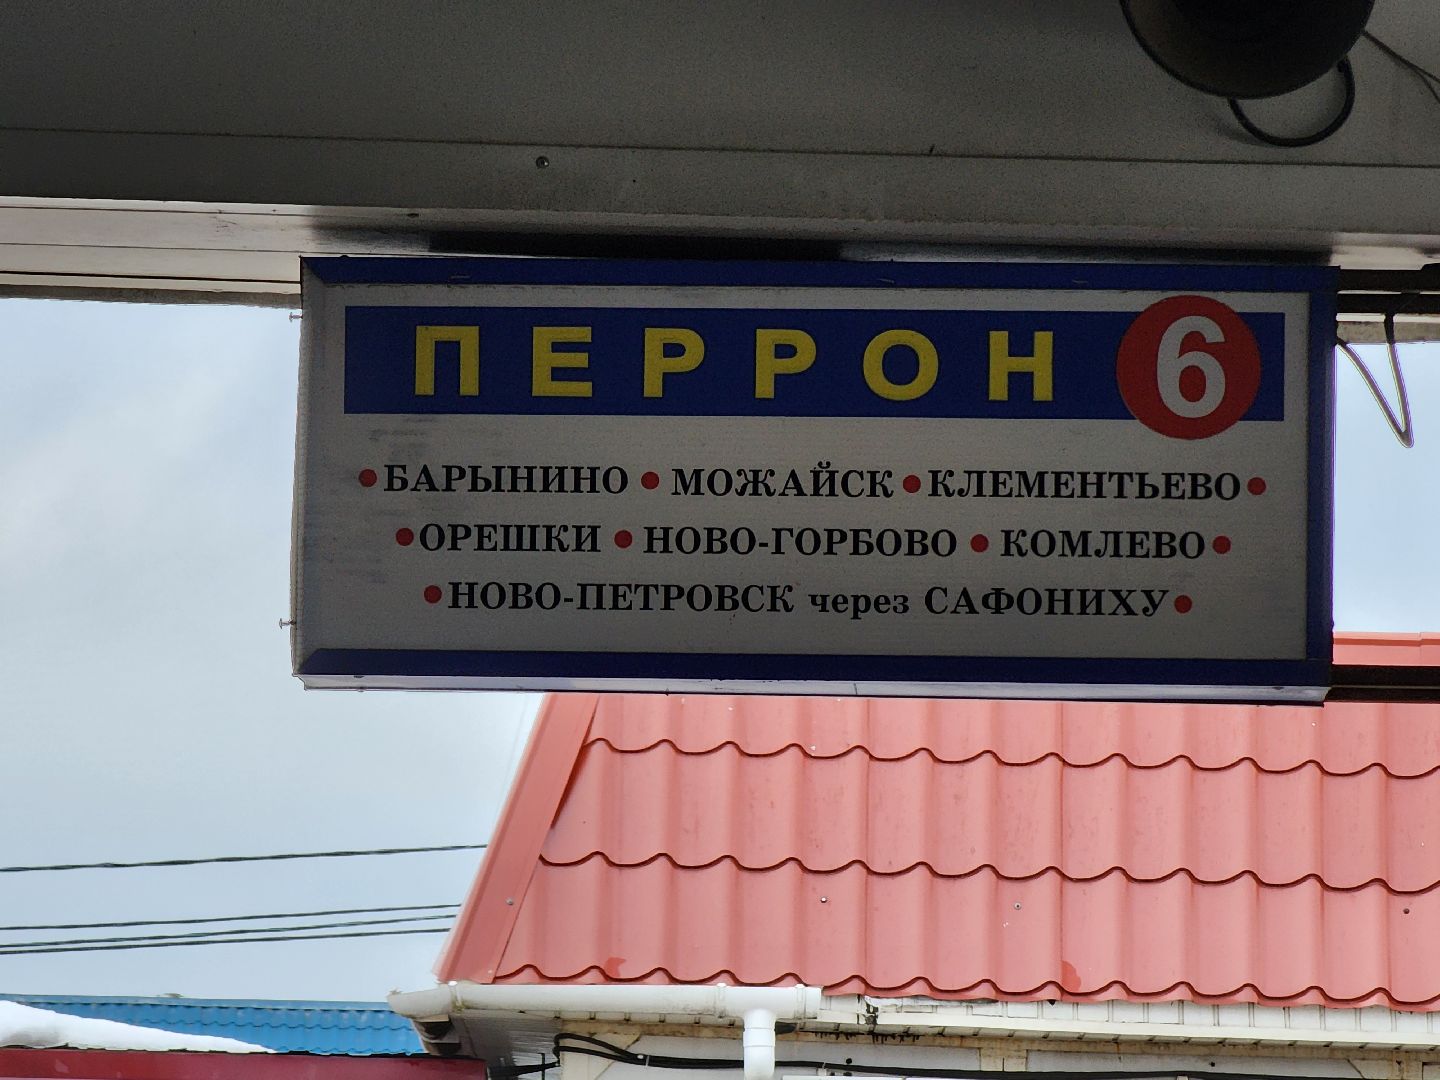 ПЕРРОН 6
•БАРЫНИНО •МОЖАЙСК •КЛЕМЕНТЬЕВО•
•ОРЕШКИ •НОВО-ГОРБОВО •КОМЛЕВО•
•НОВО-ПЕТРОВСК через САФОНИХУ•